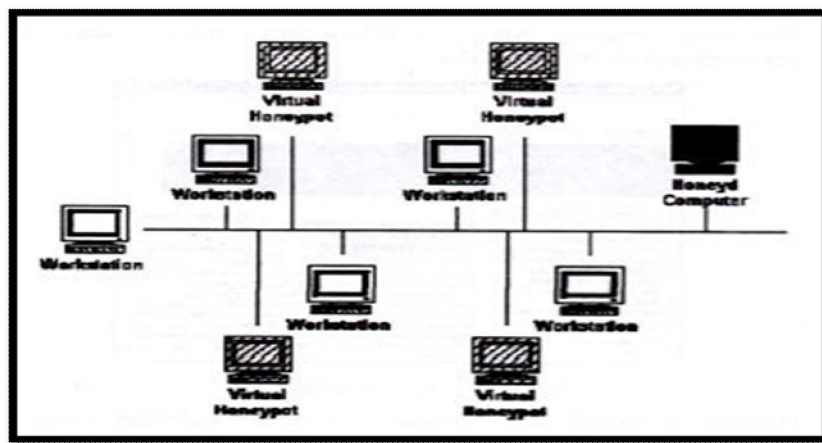 Virtual
Honeypot
Virtual
Honeypot
Workstation
Workstation
Honeyd
Computer
Workstation
Workstation
Workstation
Virtual
Honeypot
Virtual
Honeypot